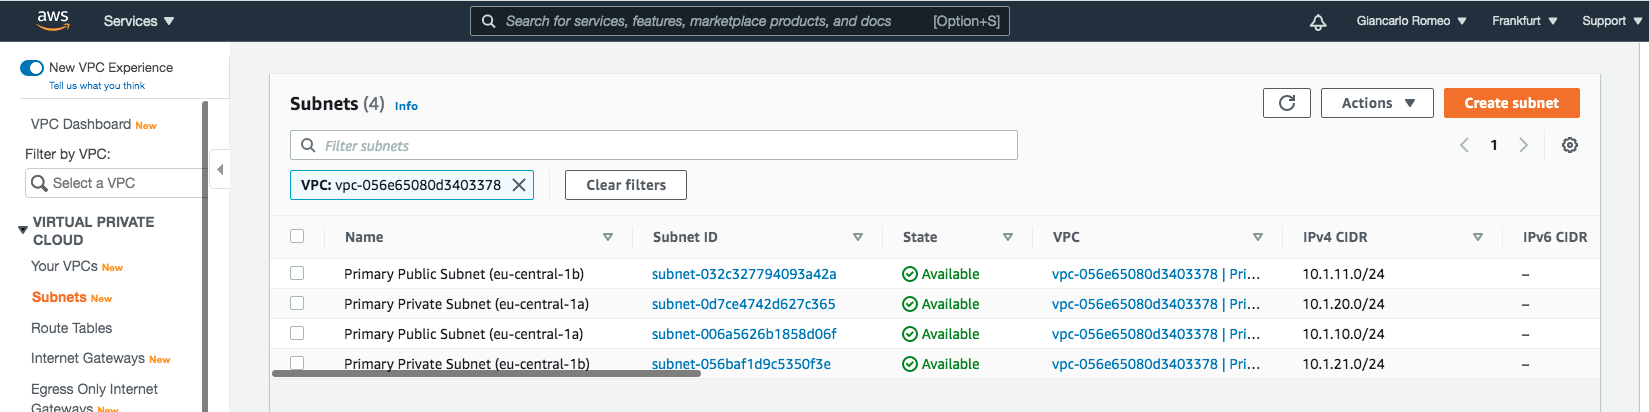 aws Services Search for services, features, marketplace products, and docs [Option+S] Giancarlo Romeo Frankfurt Support
New VPC Experience
Tell us what you think
VPC Dashboard New
Filter by VPC:
Select a VPC
VIRTUAL PRIVATE
CLOUD
Your VPCs New
Subnets New
Route Tables
Internet Gateways New
Egress Only Internet
Gateways New
Subnets (4) Info
Actions
Create subnet
Filter subnets
1
VPC: vpc-056e65080d3403378
Clear filters
Name Subnet ID State VPC IPv4 CIDR IPv6 CIDR
Primary Public Subnet (eu-central-1b) subnet-032c327794093a42a Available vpc-056e65080d3403378 | Pri... 10.1.11.0/24 –
Primary Private Subnet (eu-central-1a) subnet-0d7ce4742d627c365 Available vpc-056e65080d3403378 | Pri... 10.1.20.0/24 –
Primary Public Subnet (eu-central-1a) subnet-006a5626b1858d06f Available vpc-056e65080d3403378 | Pri... 10.1.10.0/24 –
Primary Private Subnet (eu-central-1b) subnet-056baf1d9c5350f3e Available vpc-056e65080d3403378 | Pri... 10.1.21.0/24 –